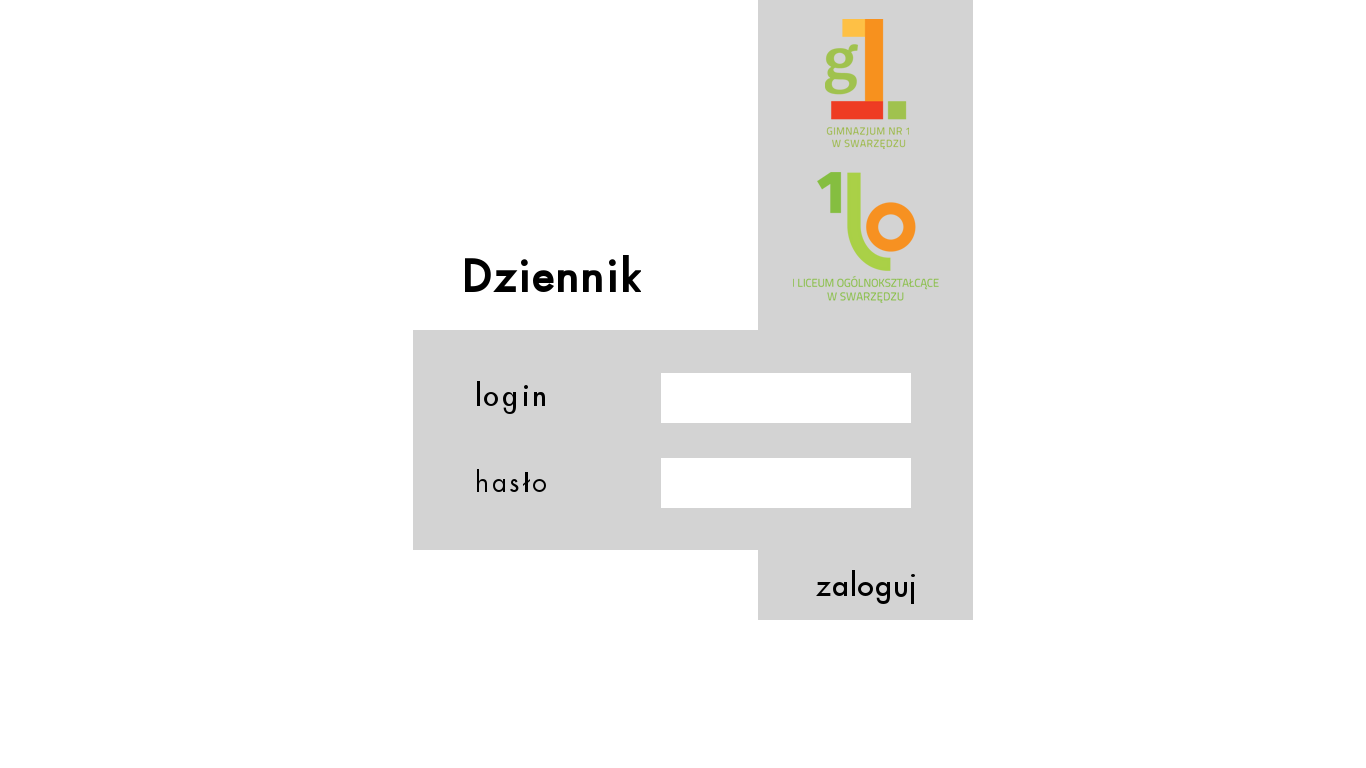 g1.
GIMNAZJUM NR 1
W SWARZĘDZU
1lo
I LICEUM OGÓLNOKSZTAŁCĄCE
W SWARZĘDZU
Dziennik
login
hasło
zaloguj